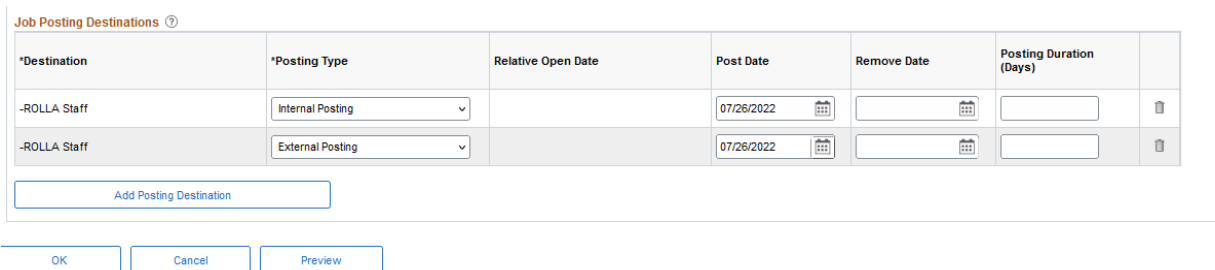 Job Posting Destinations ?
*Destination *Posting Type Relative Open Date Post Date Remove Date Posting Duration (Days)
-ROLLA Staff Internal Posting 07/26/2022
-ROLLA Staff External Posting 07/26/2022
Add Posting Destination
OK Cancel Preview